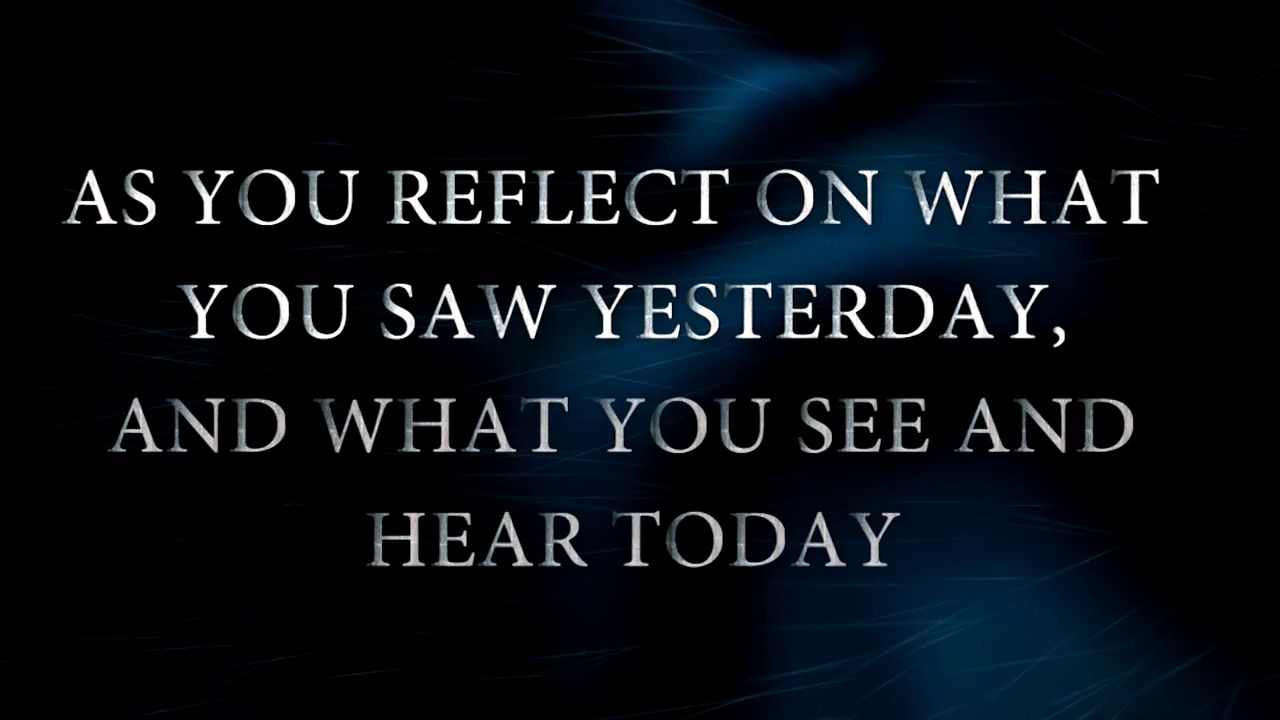 AS YOU REFLECT ON WHAT
YOU SAW YESTERDAY,
AND WHAT YOU SEE AND
HEAR TODAY